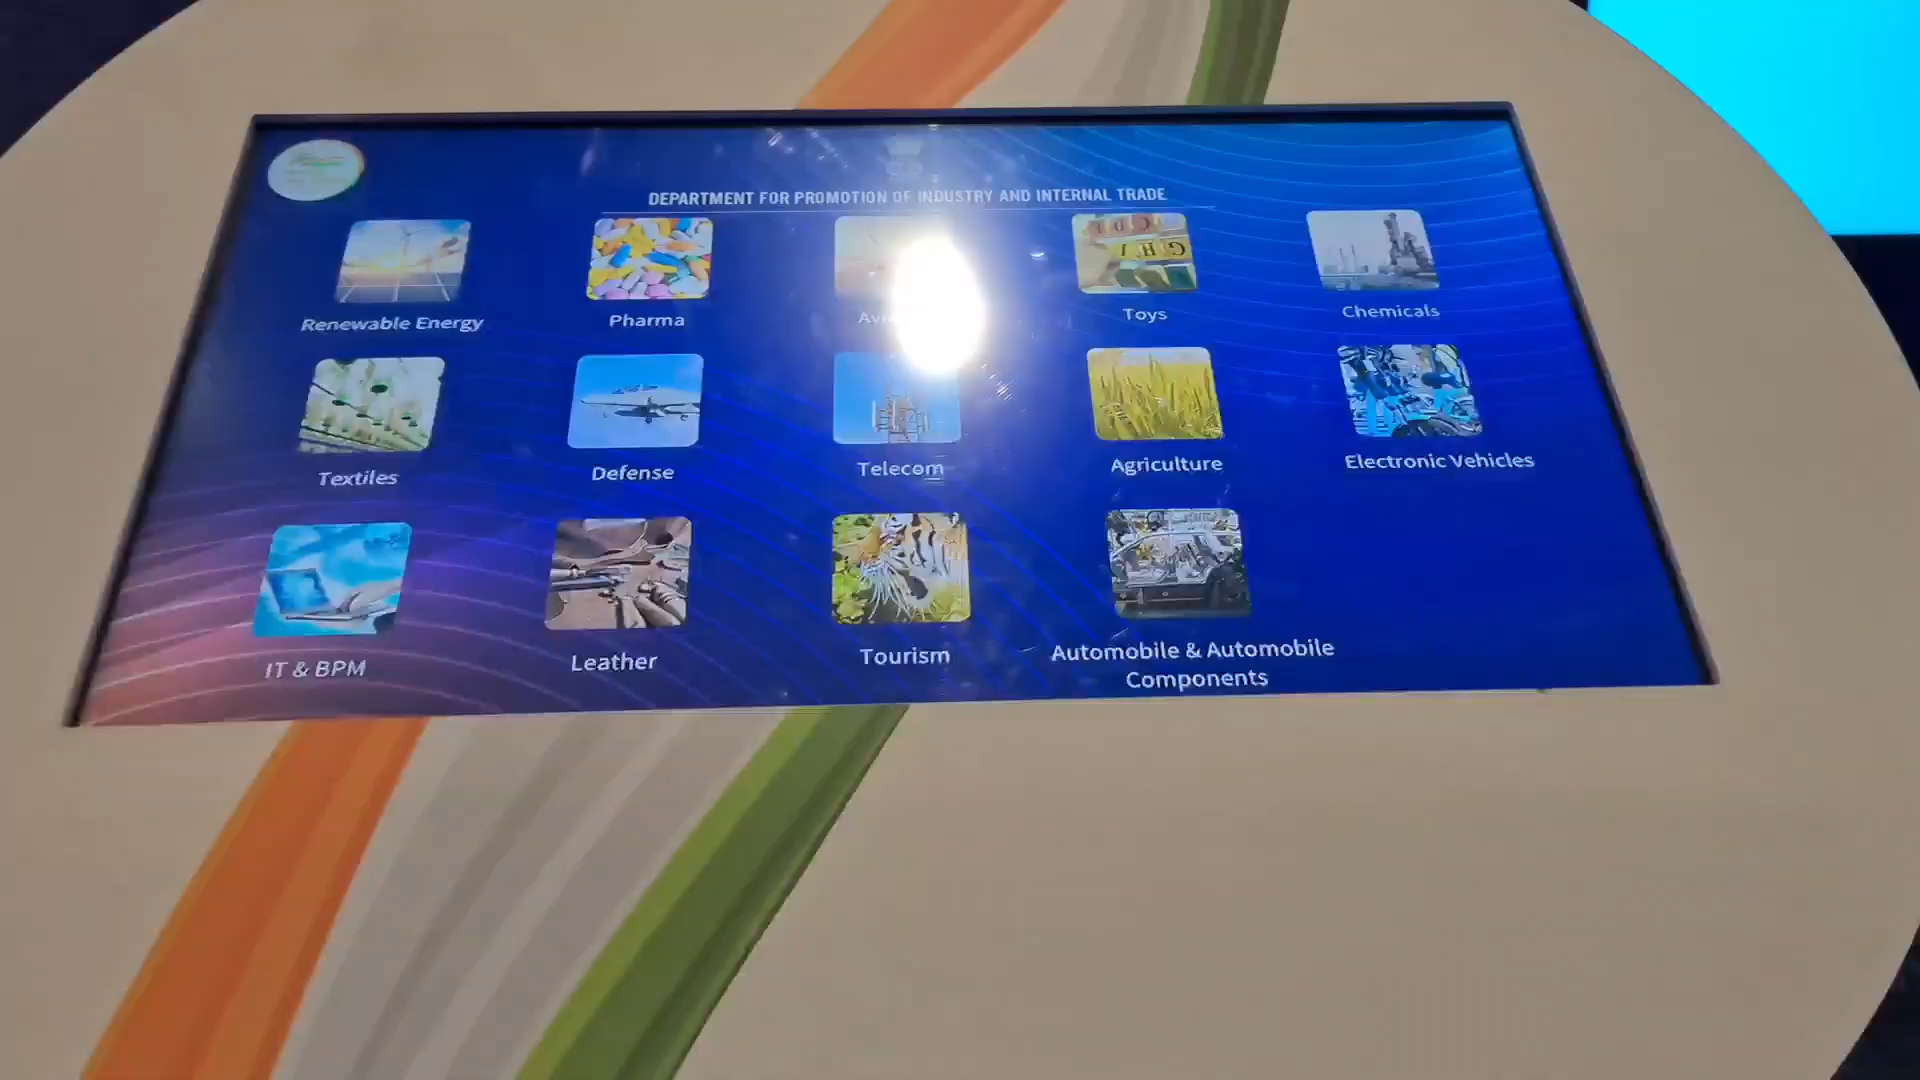 DEPARTMENT FOR PROMOTION OF INDUSTRY AND INTERNAL TRADE
Renewable Energy
Pharma
Toys
Chemicals
Textiles
Defense
Telecom
Agriculture
Electronic Vehicles
IT & BPM
Leather
Tourism
Automobile & Automobile
Components